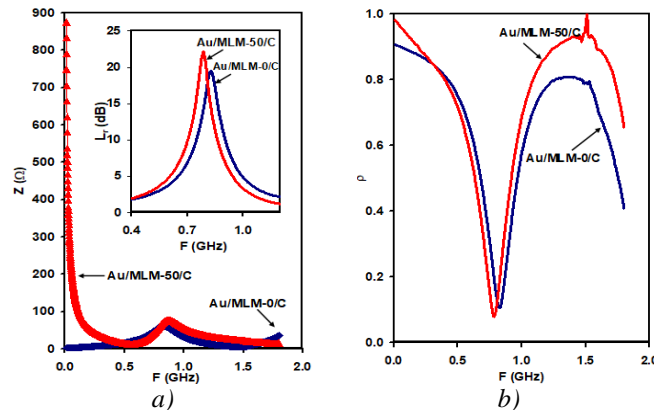 900
800
700
600
500
400
300
200
100
0
Z (Ω)
0.0 0.5 1.0 1.5 2.0
F (GHz)
Au/MLM-50/C
Au/MLM-0/C
25
20
15
10
5
0
Lr (dB)
0.4 0.7 1.0
F (GHz)
Au/MLM-50/C
Au/MLM-0/C
a)
1.0
0.8
0.6
0.4
0.2
0.0
ρ
0.0 0.5 1.0 1.5 2.0
F (GHz)
Au/MLM-50/C
Au/MLM-0/C
b)